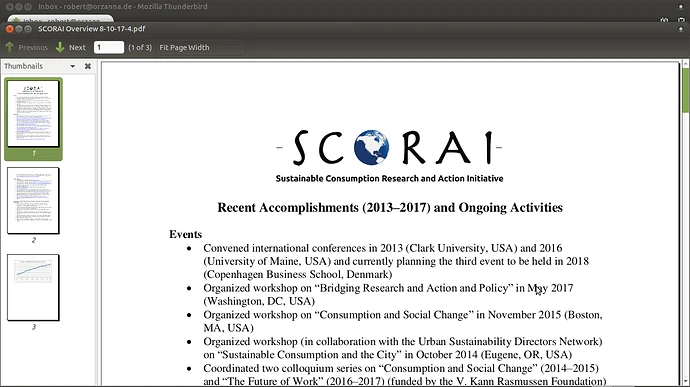 Inbox - robert@orzanna.de - Mozilla Thunderbird
SCORAI Overview 8-10-17-4.pdf
Previous Next 1 (1 of 3) Fit Page Width
Thumbnails
1
2
3
SCORAI
Sustainable Consumption Research and Action Initiative
Recent Accomplishments (2013–2017) and Ongoing Activities
Events
• Convened international conferences in 2013 (Clark University, USA) and 2016
(University of Maine, USA) and currently planning the third event to be held in 2018
(Copenhagen Business School, Denmark)
• Organized workshop on “Bridging Research and Action and Policy” in May 2017
(Washington, DC, USA)
• Organized workshop on “Consumption and Social Change” in November 2015 (Boston,
MA, USA)
• Organized workshop (in collaboration with the Urban Sustainability Directors Network)
on “Sustainable Consumption and the City” in October 2014 (Eugene, OR, USA)
• Coordinated two colloquium series on “Consumption and Social Change” (2014–2015)
and “The Future of Work” (2016–2017) (funded by the V. Kann Rasmussen Foundation)